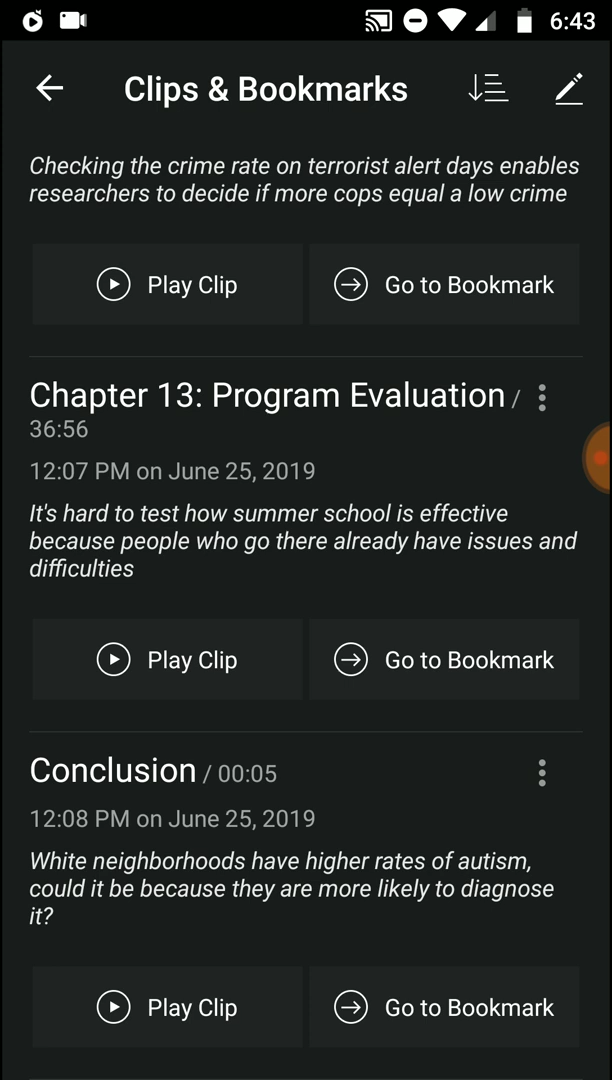 6:43
Clips & Bookmarks
Checking the crime rate on terrorist alert days enables
researchers to decide if more cops equal a low crime
Play Clip
Go to Bookmark
Chapter 13: Program Evaluation /
36:56
12:07 PM on June 25, 2019
It's hard to test how summer school is effective
because people who go there already have issues and
difficulties
Play Clip
Go to Bookmark
Conclusion / 00:05
12:08 PM on June 25, 2019
White neighborhoods have higher rates of autism,
could it be because they are more likely to diagnose
it?
Play Clip
Go to Bookmark